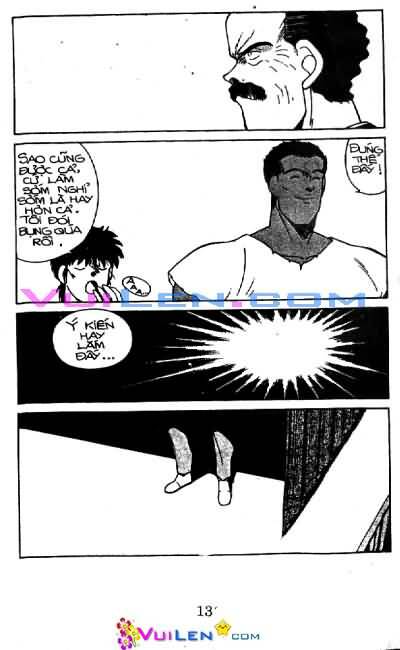 SAO CŨNG
ĐƯỢC CẢ,
CỨ LÀM
SỚM NGHỈ
SỚM LÀ HAY
HƠN CẢ.
TÔI ĐÓI
BỤNG QUÁ
RỒI.
ĐÚNG
THẾ
ĐẤY!
VUILEN.COM
Ý KIẾN
HAY
LẮM
ĐẤY...
13
VUILEN.COM